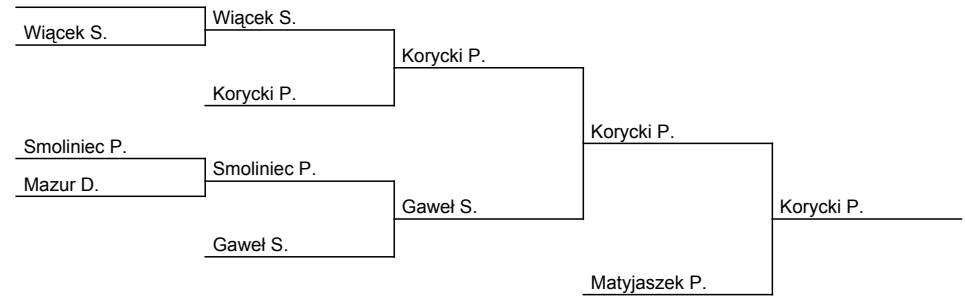 Wiącek S.
Wiącek S.
Korycki P.
Korycki P.
Korycki P.
Smoliniec P.
Mazur D.
Smoliniec P.
Gaweł S.
Gaweł S.
Korycki P.
Matyjaszek P.